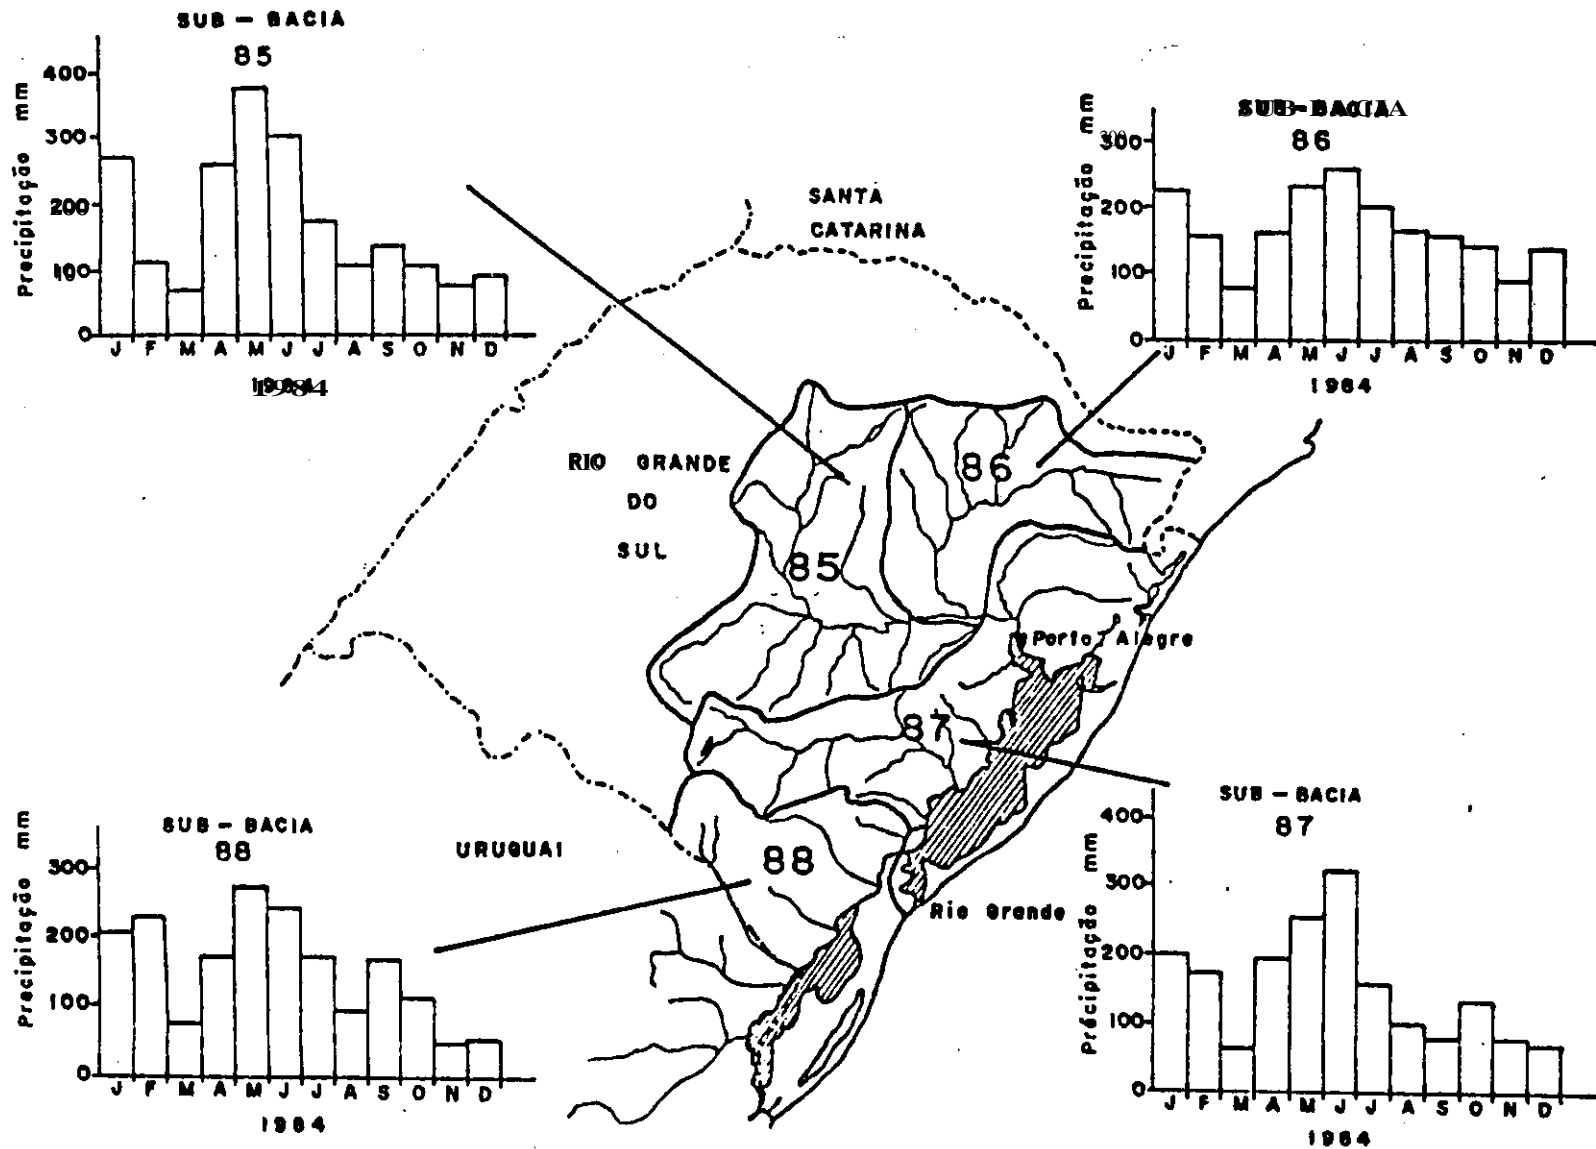 SUB - BACIA
85
Precipitação mm
400
300
200
100
0
J F M A M J J A S O N D
1984
SUB-BACIA
86
Precipitação mm
300
200
100
0
J F M A M J J A S O N D
1984
SANTA
CATARINA
RIO GRANDE
DO
SUL
86
85
Porto Alegre
87
88
Rio Grande
URUGUAI
SUB - BACIA
88
Precipitação mm
300
200
100
0
J F M A M J J A S O N D
1984
SUB - BACIA
87
Précipitação mm
400
300
200
100
0
J F M A M J J A S O N D
1984